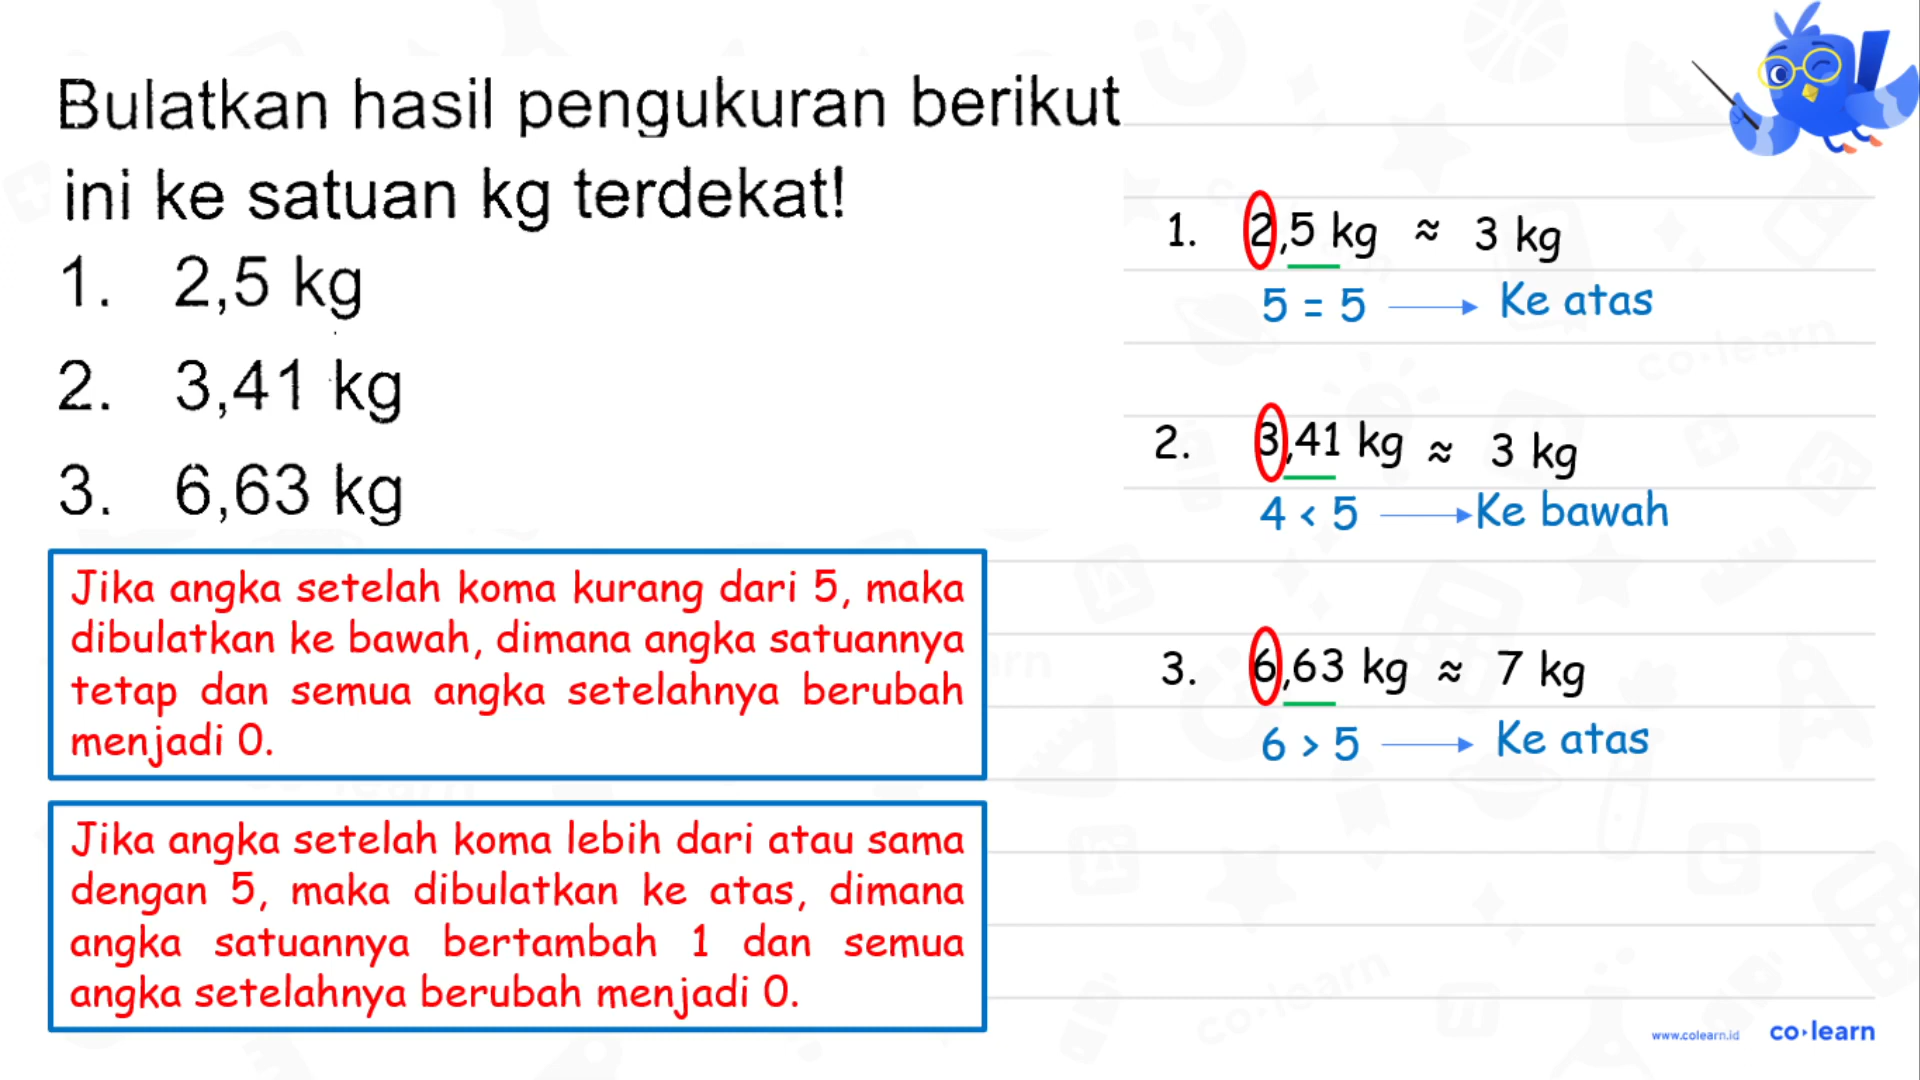 Bulatkan hasil pengukuran berikut
ini ke satuan kg terdekat!
1. 2,5 kg
2. 3,41 kg
3. 6,63 kg
Jika angka setelah koma kurang dari 5, maka
dibulatkan ke bawah, dimana angka satuannya
tetap dan semua angka setelahnya berubah
menjadi 0.
Jika angka setelah koma lebih dari atau sama
dengan 5, maka dibulatkan ke atas, dimana
angka satuannya bertambah 1 dan semua
angka setelahnya berubah menjadi 0.
1. 2,5 kg ≈ 3 kg
5 = 5 → Ke atas
2. 3,41 kg ≈ 3 kg
4 < 5 → Ke bawah
3. 6,63 kg ≈ 7 kg
6 > 5 → Ke atas
co·learn
co·learn
www.colearn.id co·learn